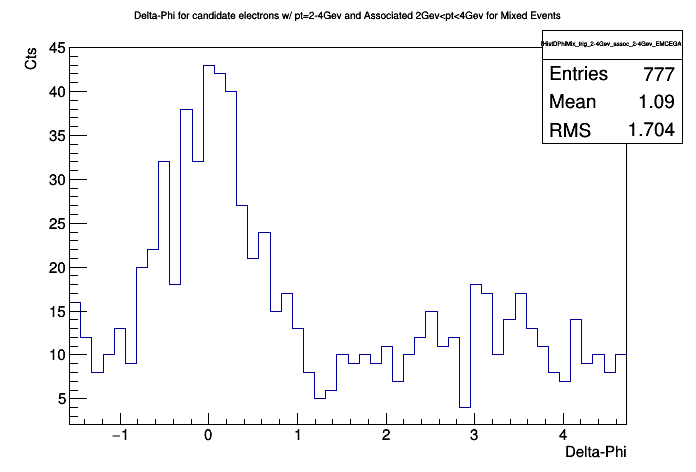 Delta-Phi for candidate electrons w/ pt=2-4Gev and Associated 2Gev<pt<4Gev for Mixed Events
Cts
HistDPhiMix_trig_2-4Gev_assoc_2-4Gev_EMCEGA
Entries 777
Mean 1.09
RMS 1.704
45
40
35
30
25
20
15
10
5
−1 0 1 2 3 4
Delta-Phi